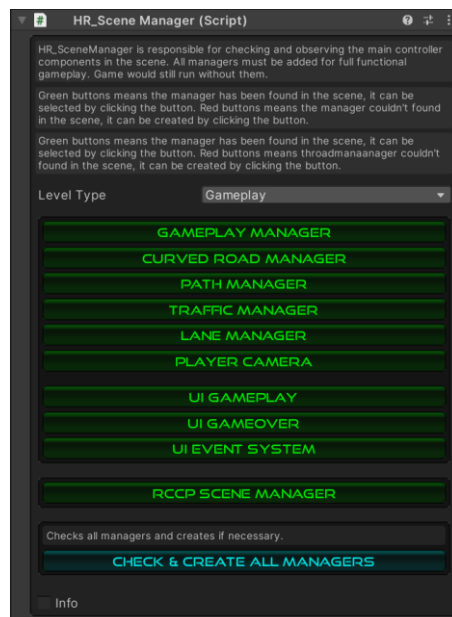 HR_Scene Manager (Script)
HR_SceneManager is responsible for checking and observing the main controller
components in the scene. All managers must be added for full functional
gameplay. Game would still run without them.
Green buttons means the manager has been found in the scene, it can be
selected by clicking the button. Red buttons means the manager couldn't found
in the scene, it can be created by clicking the button.
Green buttons means the manager has been found in the scene, it can be
selected by clicking the button. Red buttons means throadmanaanager couldn't
found in the scene, it can be created by clicking the button.
Level Type Gameplay
GAMEPLAY MANAGER
CURVED ROAD MANAGER
PATH MANAGER
TRAFFIC MANAGER
LANE MANAGER
PLAYER CAMERA
UI GAMEPLAY
UI GAMEOVER
UI EVENT SYSTEM
RCCP SCENE MANAGER
Checks all managers and creates if necessary.
CHECK & CREATE ALL MANAGERS
Info